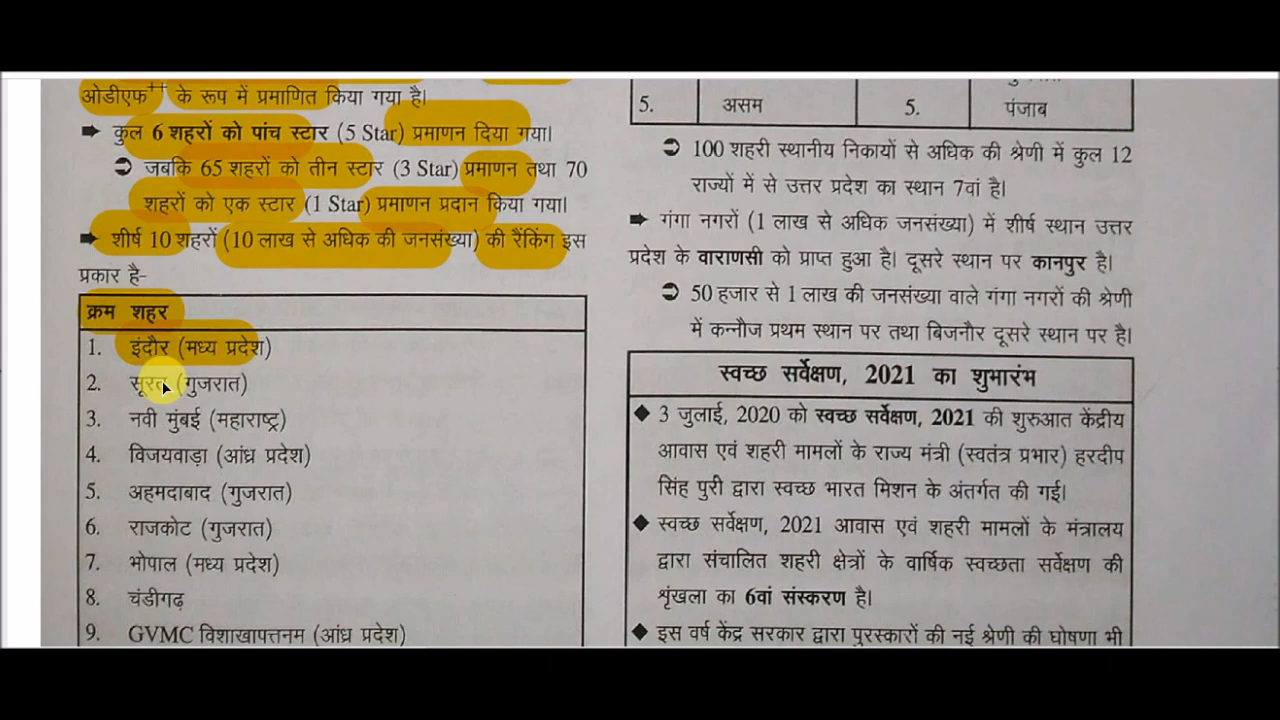 ओडीएफ++ के रूप में प्रमाणित किया गया है।
➡ कुल 6 शहरों को पांच स्टार (5 Star) प्रमाणन दिया गया।
➲ जबकि 65 शहरों को तीन स्टार (3 Star) प्रमाणन तथा 70
शहरों को एक स्टार (1 Star) प्रमाणन प्रदान किया गया।
➡ शीर्ष 10 शहरों (10 लाख से अधिक की जनसंख्या) की रैंकिंग इस
प्रकार है-
क्रम शहर
1. इंदौर (मध्य प्रदेश)
2. सूरत (गुजरात)
3. नवी मुंबई (महाराष्ट्र)
4. विजयवाड़ा (आंध्र प्रदेश)
5. अहमदाबाद (गुजरात)
6. राजकोट (गुजरात)
7. भोपाल (मध्य प्रदेश)
8. चंडीगढ़
9. GVMC विशाखापत्तनम (आंध्र प्रदेश)
5. असम 5. पंजाब
➲ 100 शहरी स्थानीय निकायों से अधिक की श्रेणी में कुल 12
राज्यों में से उत्तर प्रदेश का स्थान 7वां है।
➡ गंगा नगरों (1 लाख से अधिक जनसंख्या) में शीर्ष स्थान उत्तर
प्रदेश के वाराणसी को प्राप्त हुआ है। दूसरे स्थान पर कानपुर है।
➲ 50 हजार से 1 लाख की जनसंख्या वाले गंगा नगरों की श्रेणी
में कन्नौज प्रथम स्थान पर तथा बिजनौर दूसरे स्थान पर है।
स्वच्छ सर्वेक्षण, 2021 का शुभारंभ
◆ 3 जुलाई, 2020 को स्वच्छ सर्वेक्षण, 2021 की शुरुआत केंद्रीय
आवास एवं शहरी मामलों के राज्य मंत्री (स्वतंत्र प्रभार) हरदीप
सिंह पुरी द्वारा स्वच्छ भारत मिशन के अंतर्गत की गई।
◆ स्वच्छ सर्वेक्षण, 2021 आवास एवं शहरी मामलों के मंत्रालय
द्वारा संचालित शहरी क्षेत्रों के वार्षिक स्वच्छता सर्वेक्षण की
शृंखला का 6वां संस्करण है।
◆ इस वर्ष केंद्र सरकार द्वारा पुरस्कारों की नई श्रेणी की घोषणा भी